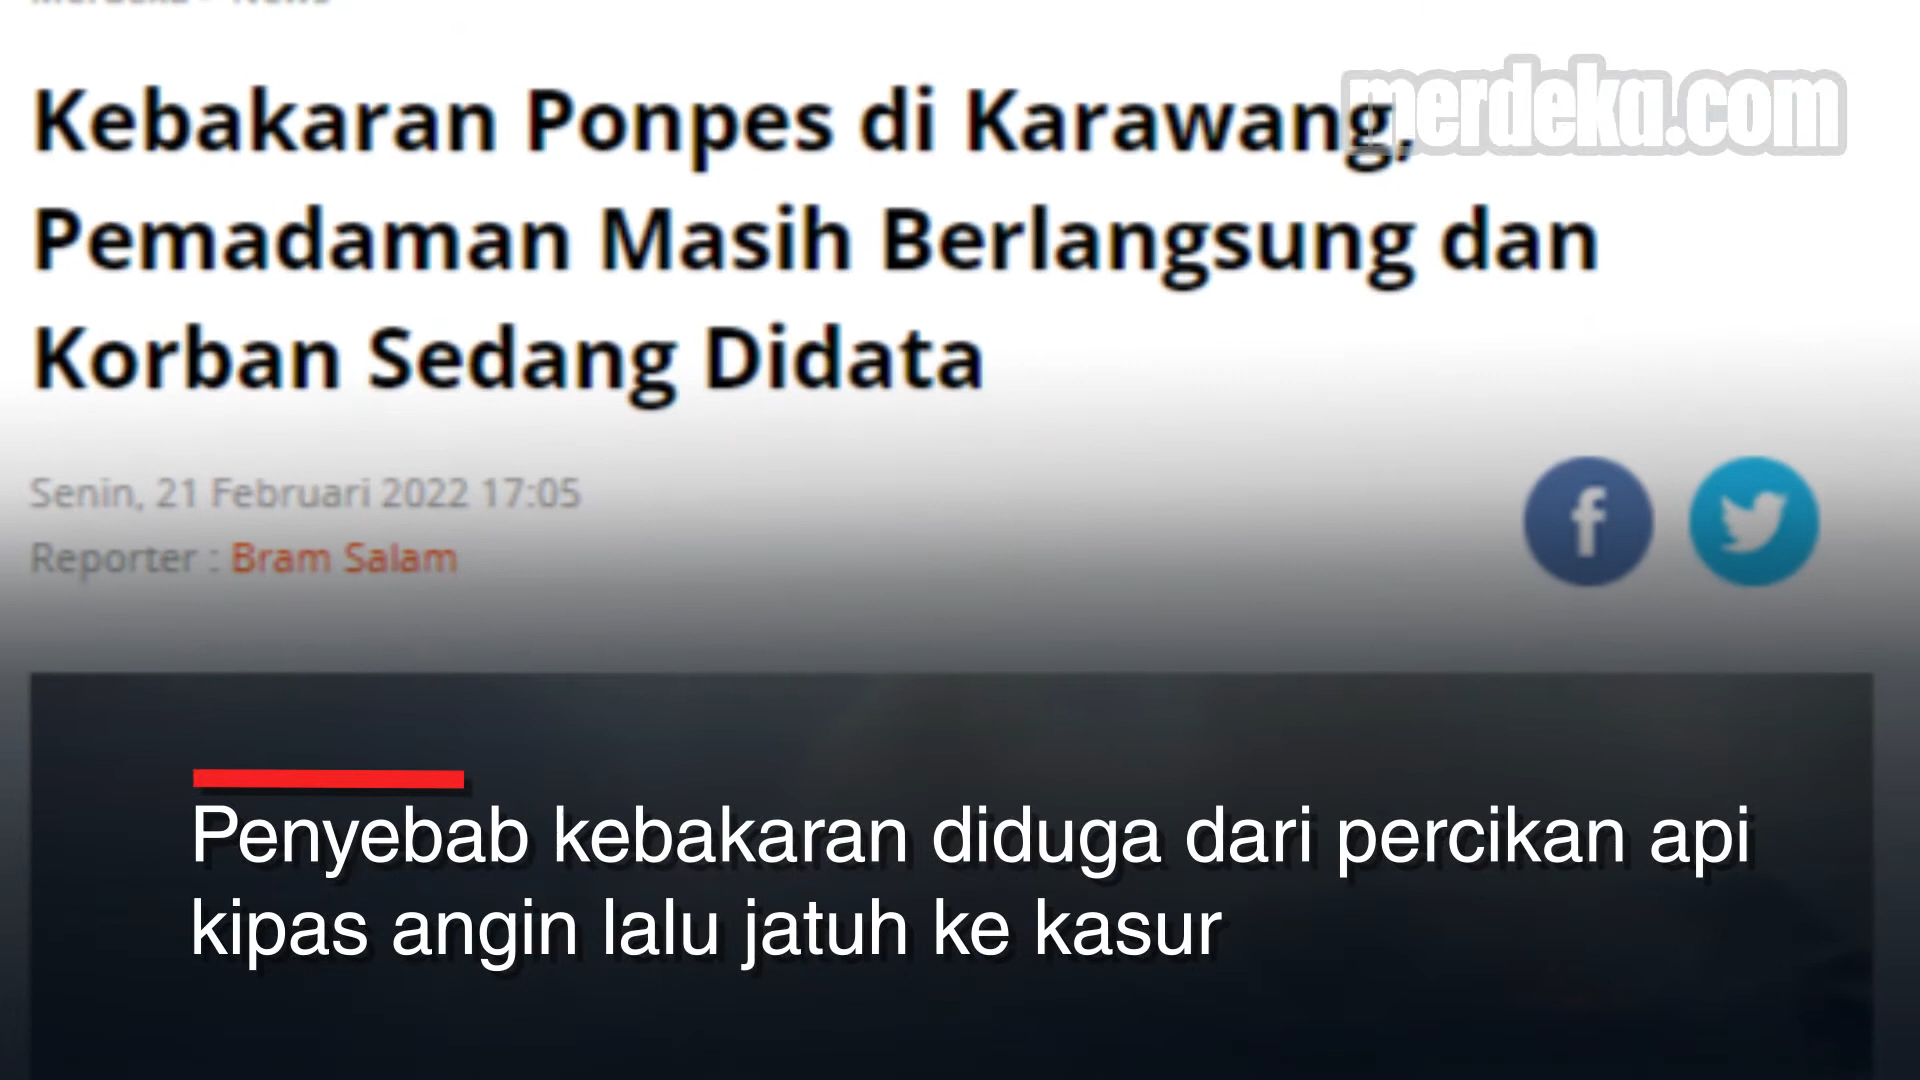 Kebakaran Ponpes di Karawang,
merdeka.com
Pemadaman Masih Berlangsung dan
Korban Sedang Didata
Senin, 21 Februari 2022 17:05
Reporter : Bram Salam
Penyebab kebakaran diduga dari percikan api
kipas angin lalu jatuh ke kasur